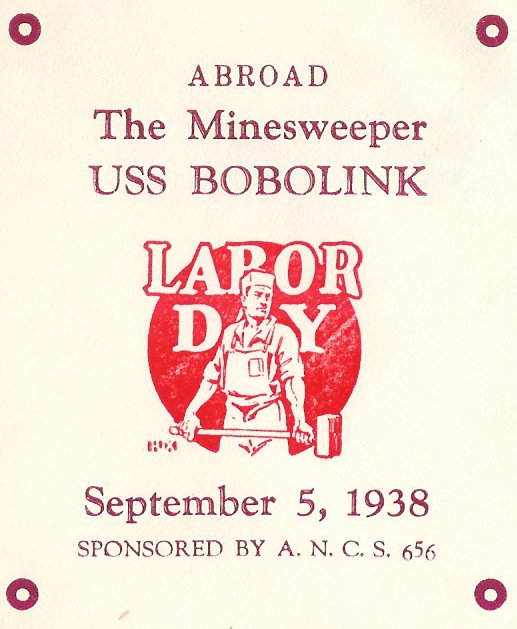 ABROAD
The Minesweeper
USS BOBOLINK
LABOR
DAY
September 5, 1938
SPONSORED BY A. N. C. S. 656